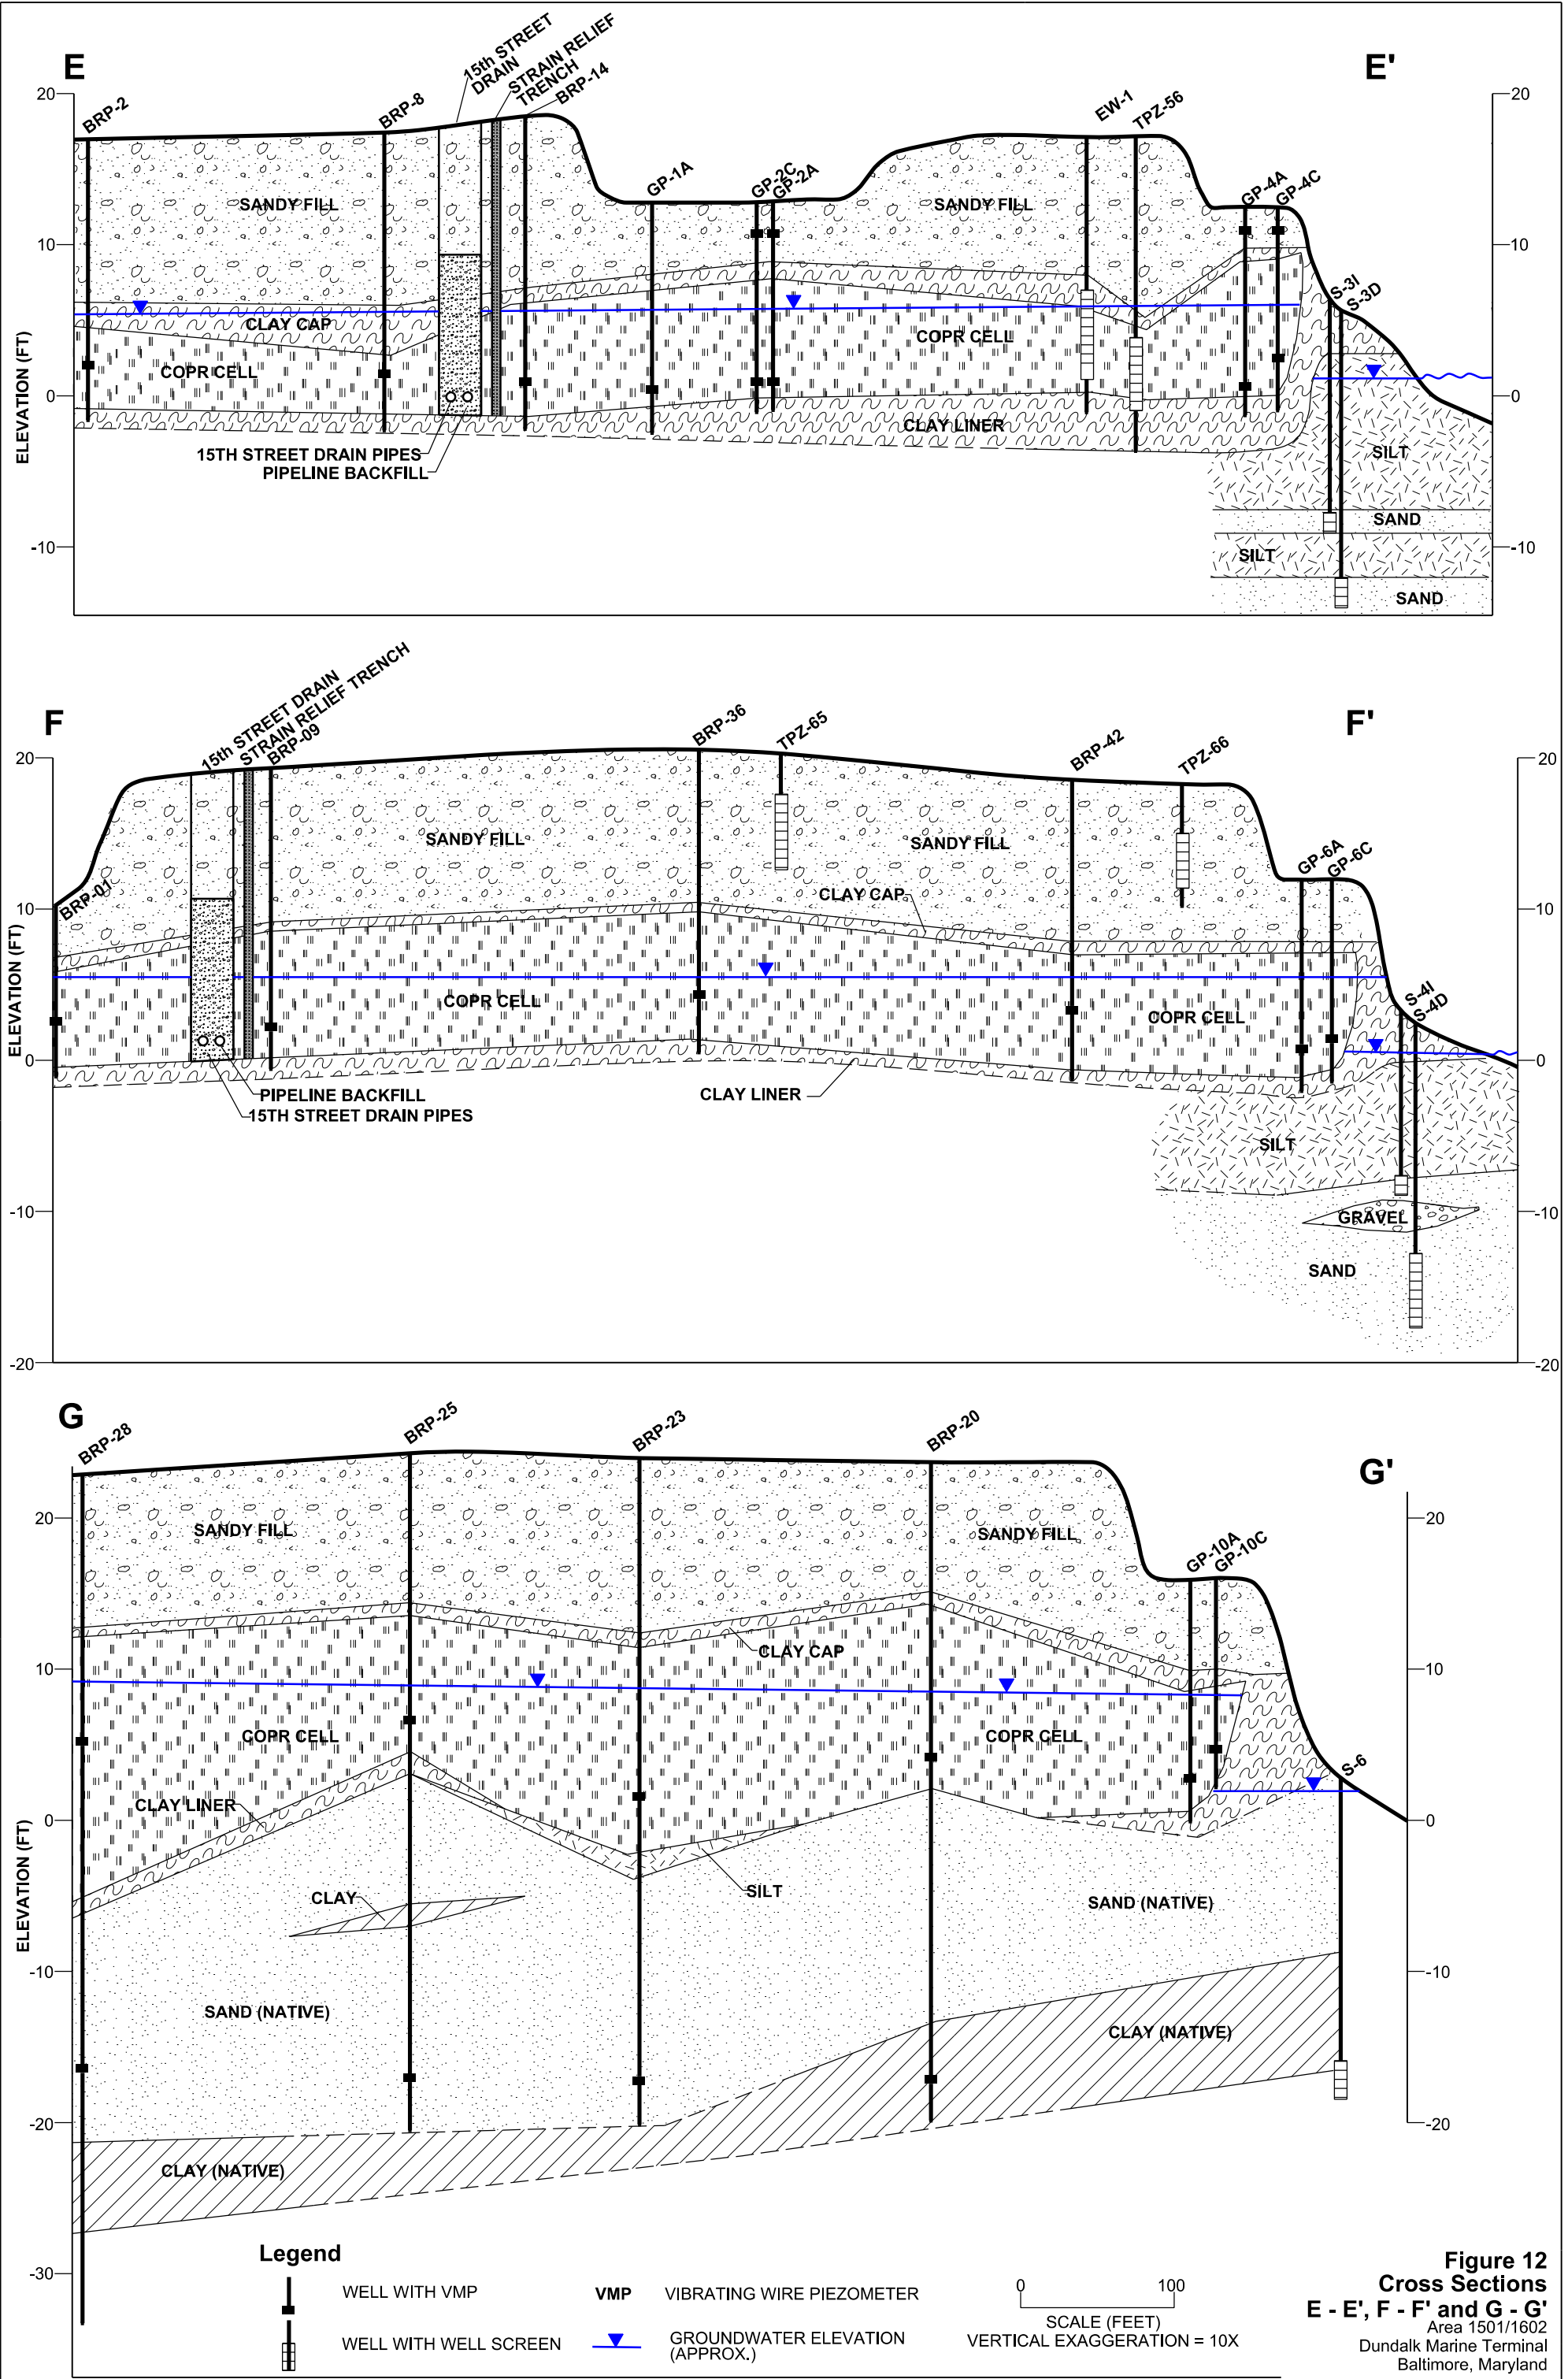 E
E'
15th STREET
DRAIN
STRAIN RELIEF
TRENCH
BRP-2
BRP-8
BRP-14
GP-1A
GP-2C
GP-2A
EW-1
TPZ-56
GP-4A
GP-4C
S-3I
S-3D
20
10
0
-10
20
10
0
-10
ELEVATION (FT)
SANDY FILL
SANDY FILL
CLAY CAP
COPR CELL
COPR CELL
CLAY LINER
15TH STREET DRAIN PIPES
PIPELINE BACKFILL
SILT
SAND
SILT
SAND
F
F'
15th STREET DRAIN
STRAIN RELIEF TRENCH
BRP-01
BRP-09
BRP-36
TPZ-65
BRP-42
TPZ-66
GP-6A
GP-6C
S-4I
S-4D
20
10
0
-10
-20
20
10
0
-10
-20
ELEVATION (FT)
SANDY FILL
SANDY FILL
CLAY CAP
COPR CELL
COPR CELL
PIPELINE BACKFILL
15TH STREET DRAIN PIPES
CLAY LINER
SILT
GRAVEL
SAND
G
G'
BRP-28
BRP-25
BRP-23
BRP-20
GP-10A
GP-10C
S-6
20
10
0
-10
-20
-30
20
10
0
-10
-20
ELEVATION (FT)
SANDY FILL
SANDY FILL
CLAY CAP
COPR CELL
COPR CELL
CLAY LINER
CLAY
SILT
SAND (NATIVE)
SAND (NATIVE)
CLAY (NATIVE)
CLAY (NATIVE)
Legend
WELL WITH VMP
WELL WITH WELL SCREEN
VMP VIBRATING WIRE PIEZOMETER
GROUNDWATER ELEVATION
(APPROX.)
0 100
SCALE (FEET)
VERTICAL EXAGGERATION = 10X
Figure 12
Cross Sections
E - E', F - F' and G - G'
Area 1501/1602
Dundalk Marine Terminal
Baltimore, Maryland